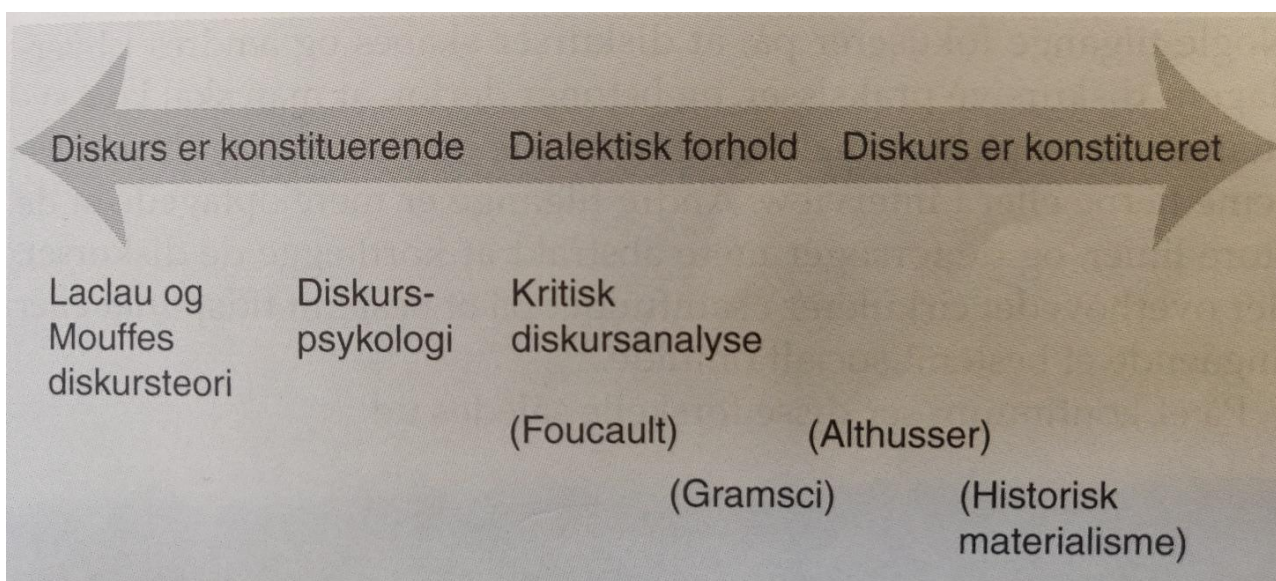 Diskurs er konstituerende Dialektisk forhold Diskurs er konstitueret
Laclau og
Mouffes
diskursteori
Diskurs-
psykologi
Kritisk
diskursanalyse
(Foucault)
(Althusser)
(Gramsci)
(Historisk
materialisme)